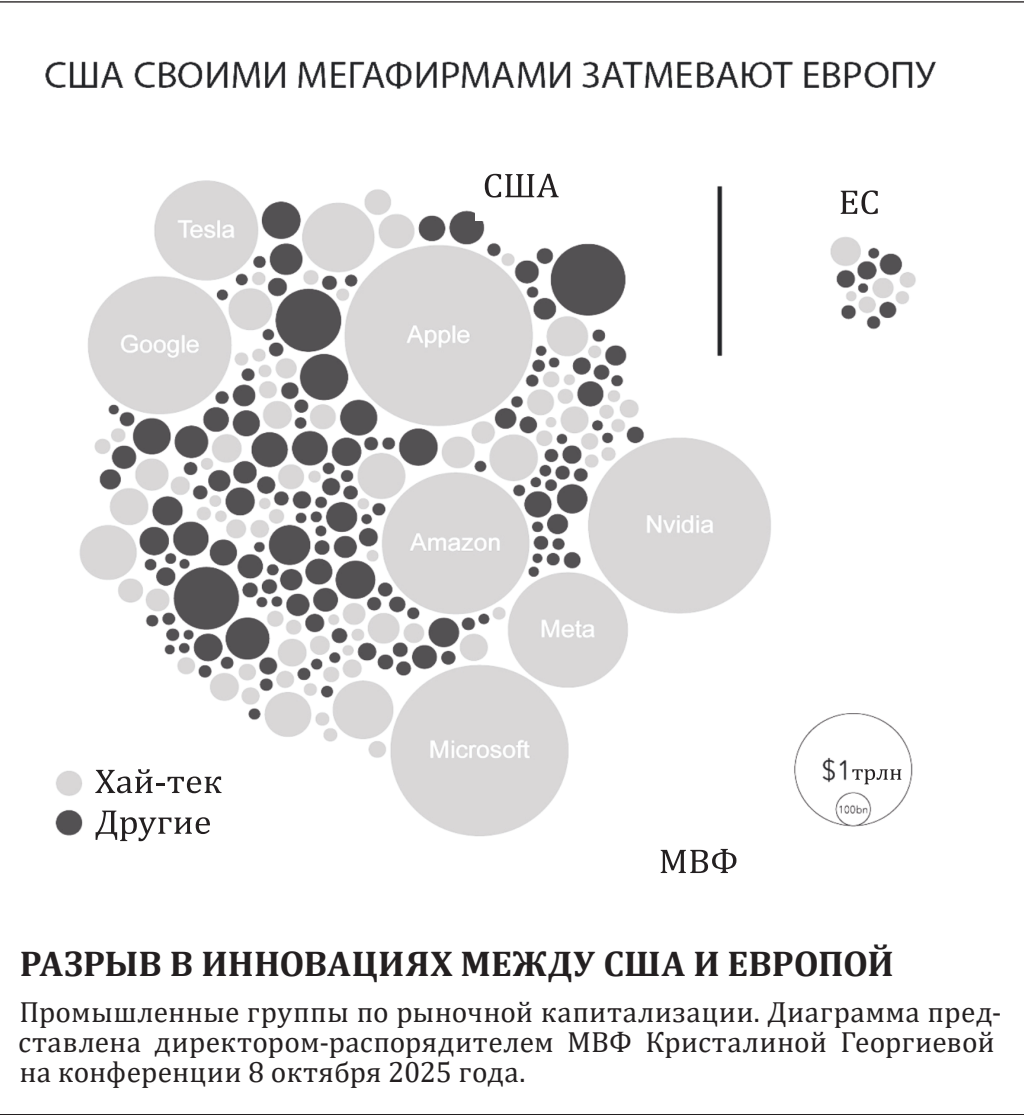 США СВОИМИ МЕГАФИРМАМИ ЗАТМЕВАЮТ ЕВРОПУ
США
ЕС
Tesla
Google
Apple
Nvidia
Amazon
Meta
Microsoft
Хай-тек
Другие
$1трлн
100bn
МВФ
РАЗРЫВ В ИННОВАЦИЯХ МЕЖДУ США И ЕВРОПОЙ
Промышленные группы по рыночной капитализации. Диаграмма пред-
ставлена директором-распорядителем МВФ Кристалиной Георгиевой
на конференции 8 октября 2025 года.